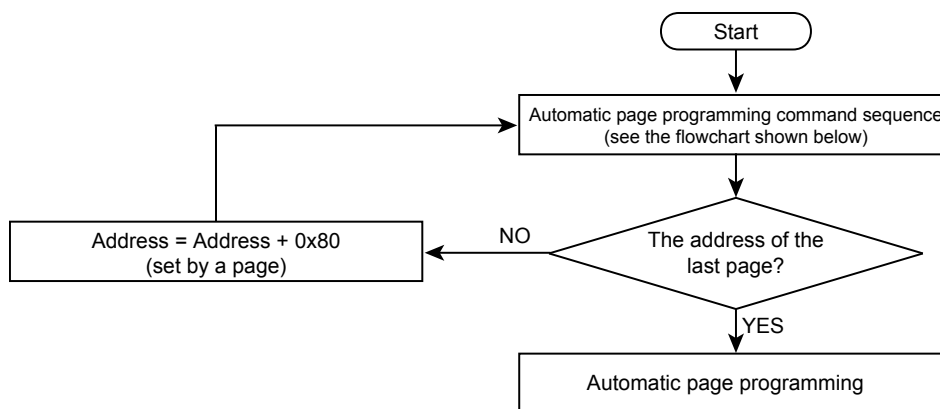 Start
Automatic page programming command sequence
(see the flowchart shown below)
Address = Address + 0x80
(set by a page)
NO
The address of the
last page?
YES
Automatic page programming